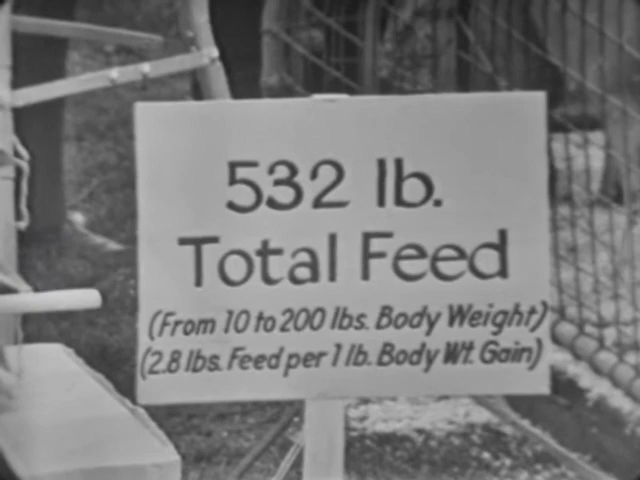 532 lb.
Total Feed
(From 10 to 200 lbs. Body Weight)
(2.8 lbs. Feed per 1 lb. Body Wt. Gain)